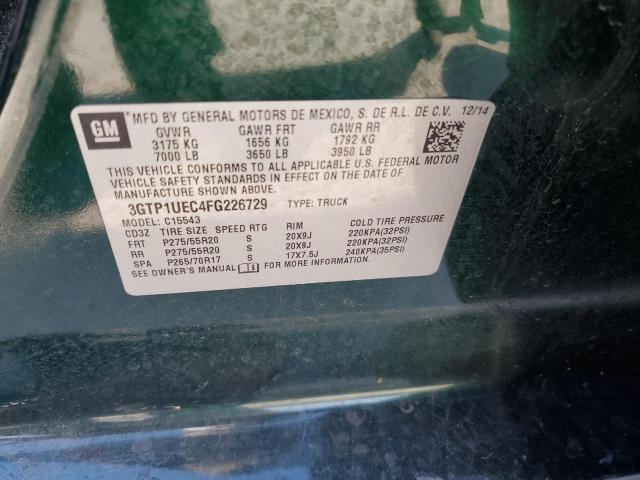 GM
MFD BY GENERAL MOTORS DE MEXICO, S. DE R.L. DE C.V. 12/14
GVWR GAWR FRT GAWR RR
3175 KG 1656 KG 1792 KG
7000 LB 3650 LB 3950 LB
THIS VEHICLE CONFORMS TO ALL APPLICABLE U.S. FEDERAL MOTOR
VEHICLE SAFETY STANDARDS IN EFFECT ON THE DATE OF
MANUFACTURE SHOWN ABOVE.
3GTP1UEC4FG226729 TYPE: TRUCK
MODEL: C15543
CD3Z TIRE SIZE SPEED RTG RIM COLD TIRE PRESSURE
FRT P275/55R20 S 20X9J 220KPA(32PSI)
RR P275/55R20 S 20X9J 220KPA(32PSI)
SPA P265/70R17 S 17X7.5J 240KPA(35PSI)
SEE OWNER'S MANUAL FOR MORE INFORMATION.